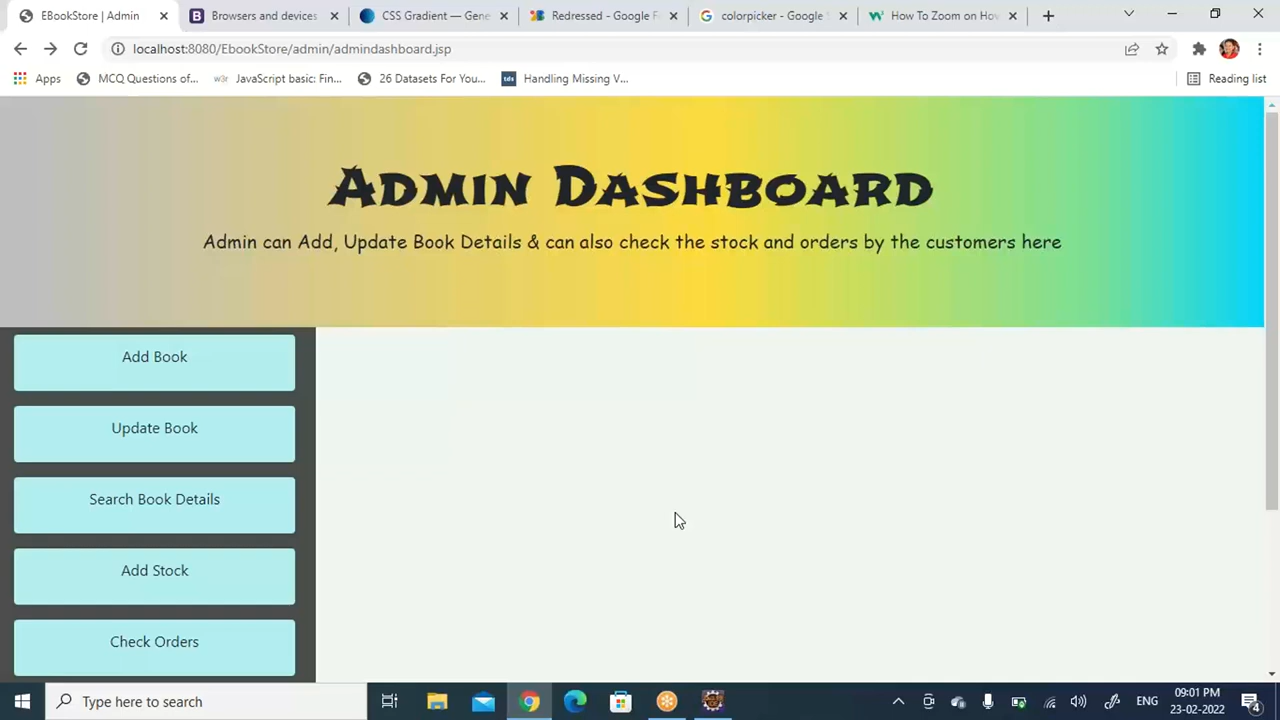 EBookStore | Admin
Browsers and devices
CSS Gradient — Gene
Redressed - Google F
colorpicker - Google
How To Zoom on Hov
localhost:8080/EbookStore/admin/admindashboard.jsp
Apps
MCQ Questions of...
JavaScript basic: Fin...
26 Datasets For You...
Handling Missing V...
Reading list
Admin Dashboard
Admin can Add, Update Book Details & can also check the stock and orders by the customers here
Add Book
Update Book
Search Book Details
Add Stock
Check Orders
Type here to search
ENG
09:01 PM
23-02-2022
4